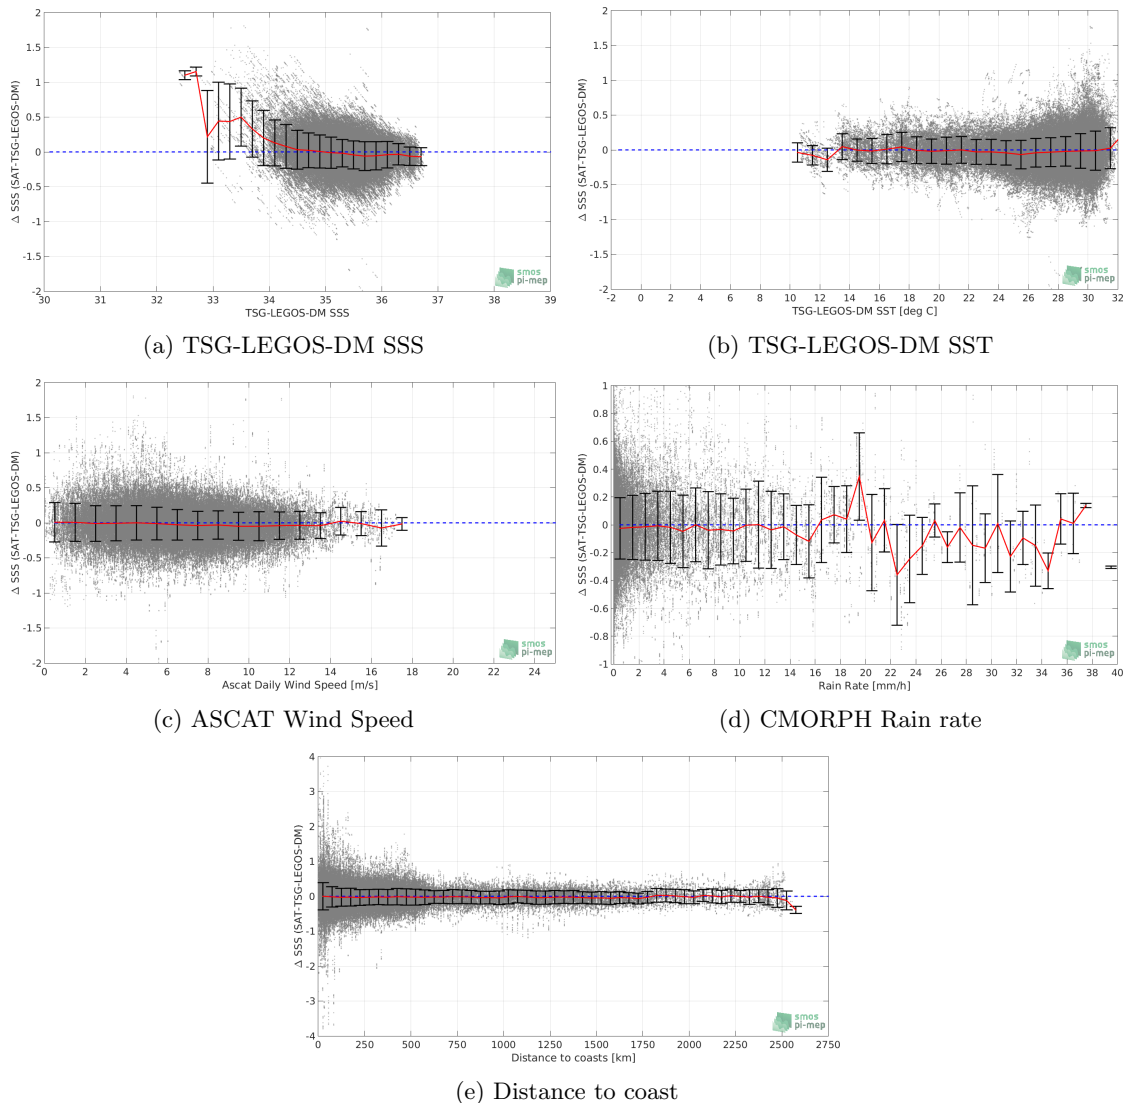 2
1.5
1
0.5
0
-0.5
-1
-1.5
-2
Δ SSS (SAT-TSG-LEGOS-DM)
30 31 32 33 34 35 36 37 38 39
TSG-LEGOS-DM SSS
smos
pi-mep
(a) TSG-LEGOS-DM SSS
2
1.5
1
0.5
0
-0.5
-1
-1.5
-2
Δ SSS (SAT-TSG-LEGOS-DM)
-2 0 2 4 6 8 10 12 14 16 18 20 22 24 26 28 30 32
TSG-LEGOS-DM SST [deg C]
smos
pi-mep
(b) TSG-LEGOS-DM SST
2
1.5
1
0.5
0
-0.5
-1
-1.5
-2
Δ SSS (SAT-TSG-LEGOS-DM)
0 2 4 6 8 10 12 14 16 18 20 22 24
Ascat Daily Wind Speed [m/s]
smos
pi-mep
(c) ASCAT Wind Speed
1
0.8
0.6
0.4
0.2
0
-0.2
-0.4
-0.6
-0.8
-1
Δ SSS (SAT-TSG-LEGOS-DM)
0 2 4 6 8 10 12 14 16 18 20 22 24 26 28 30 32 34 36 38 40
Rain Rate [mm/h]
smos
pi-mep
(d) CMORPH Rain rate
4
3
2
1
0
-1
-2
-3
-4
Δ SSS (SAT-TSG-LEGOS-DM)
0 250 500 750 1000 1250 1500 1750 2000 2250 2500 2750
Distance to coasts [km]
smos
pi-mep
(e) Distance to coast